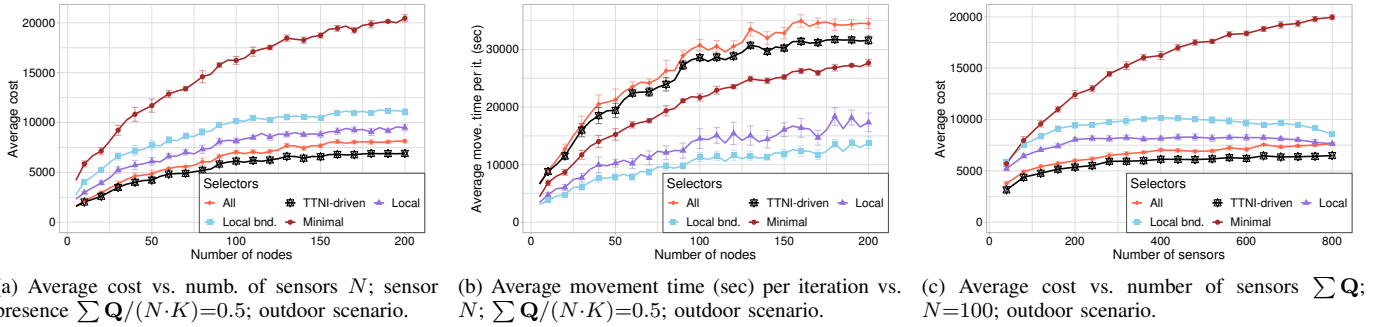 20000
15000
10000
5000
0
Average cost
0
50
100
150
200
Number of nodes
Selectors
All
TTNI-driven
Local
Local bnd.
Minimal
30000
20000
10000
0
Average move. time per it. (sec)
0
50
100
150
200
Number of nodes
Selectors
All
TTNI-driven
Local
Local bnd.
Minimal
20000
15000
10000
5000
0
Average cost
0
200
400
600
800
Number of sensors
Selectors
All
TTNI-driven
Local
Local bnd.
Minimal
a) Average cost vs. numb. of sensors N; sensor
presence ∑ Q/(N·K)=0.5; outdoor scenario.
(b) Average movement time (sec) per iteration vs.
N; ∑ Q/(N·K)=0.5; outdoor scenario.
(c) Average cost vs. number of sensors ∑ Q;
N=100; outdoor scenario.